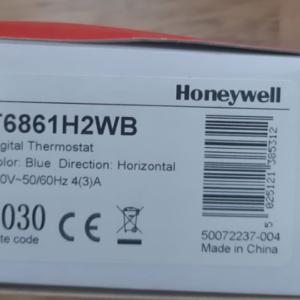 Honeywell
T6861H2WB
igital Thermostat
olor: Blue Direction: Horizontal
0V~50/60Hz 4(3)A
030
te code
CE
5 025121 385312
50072237-004
Made in China